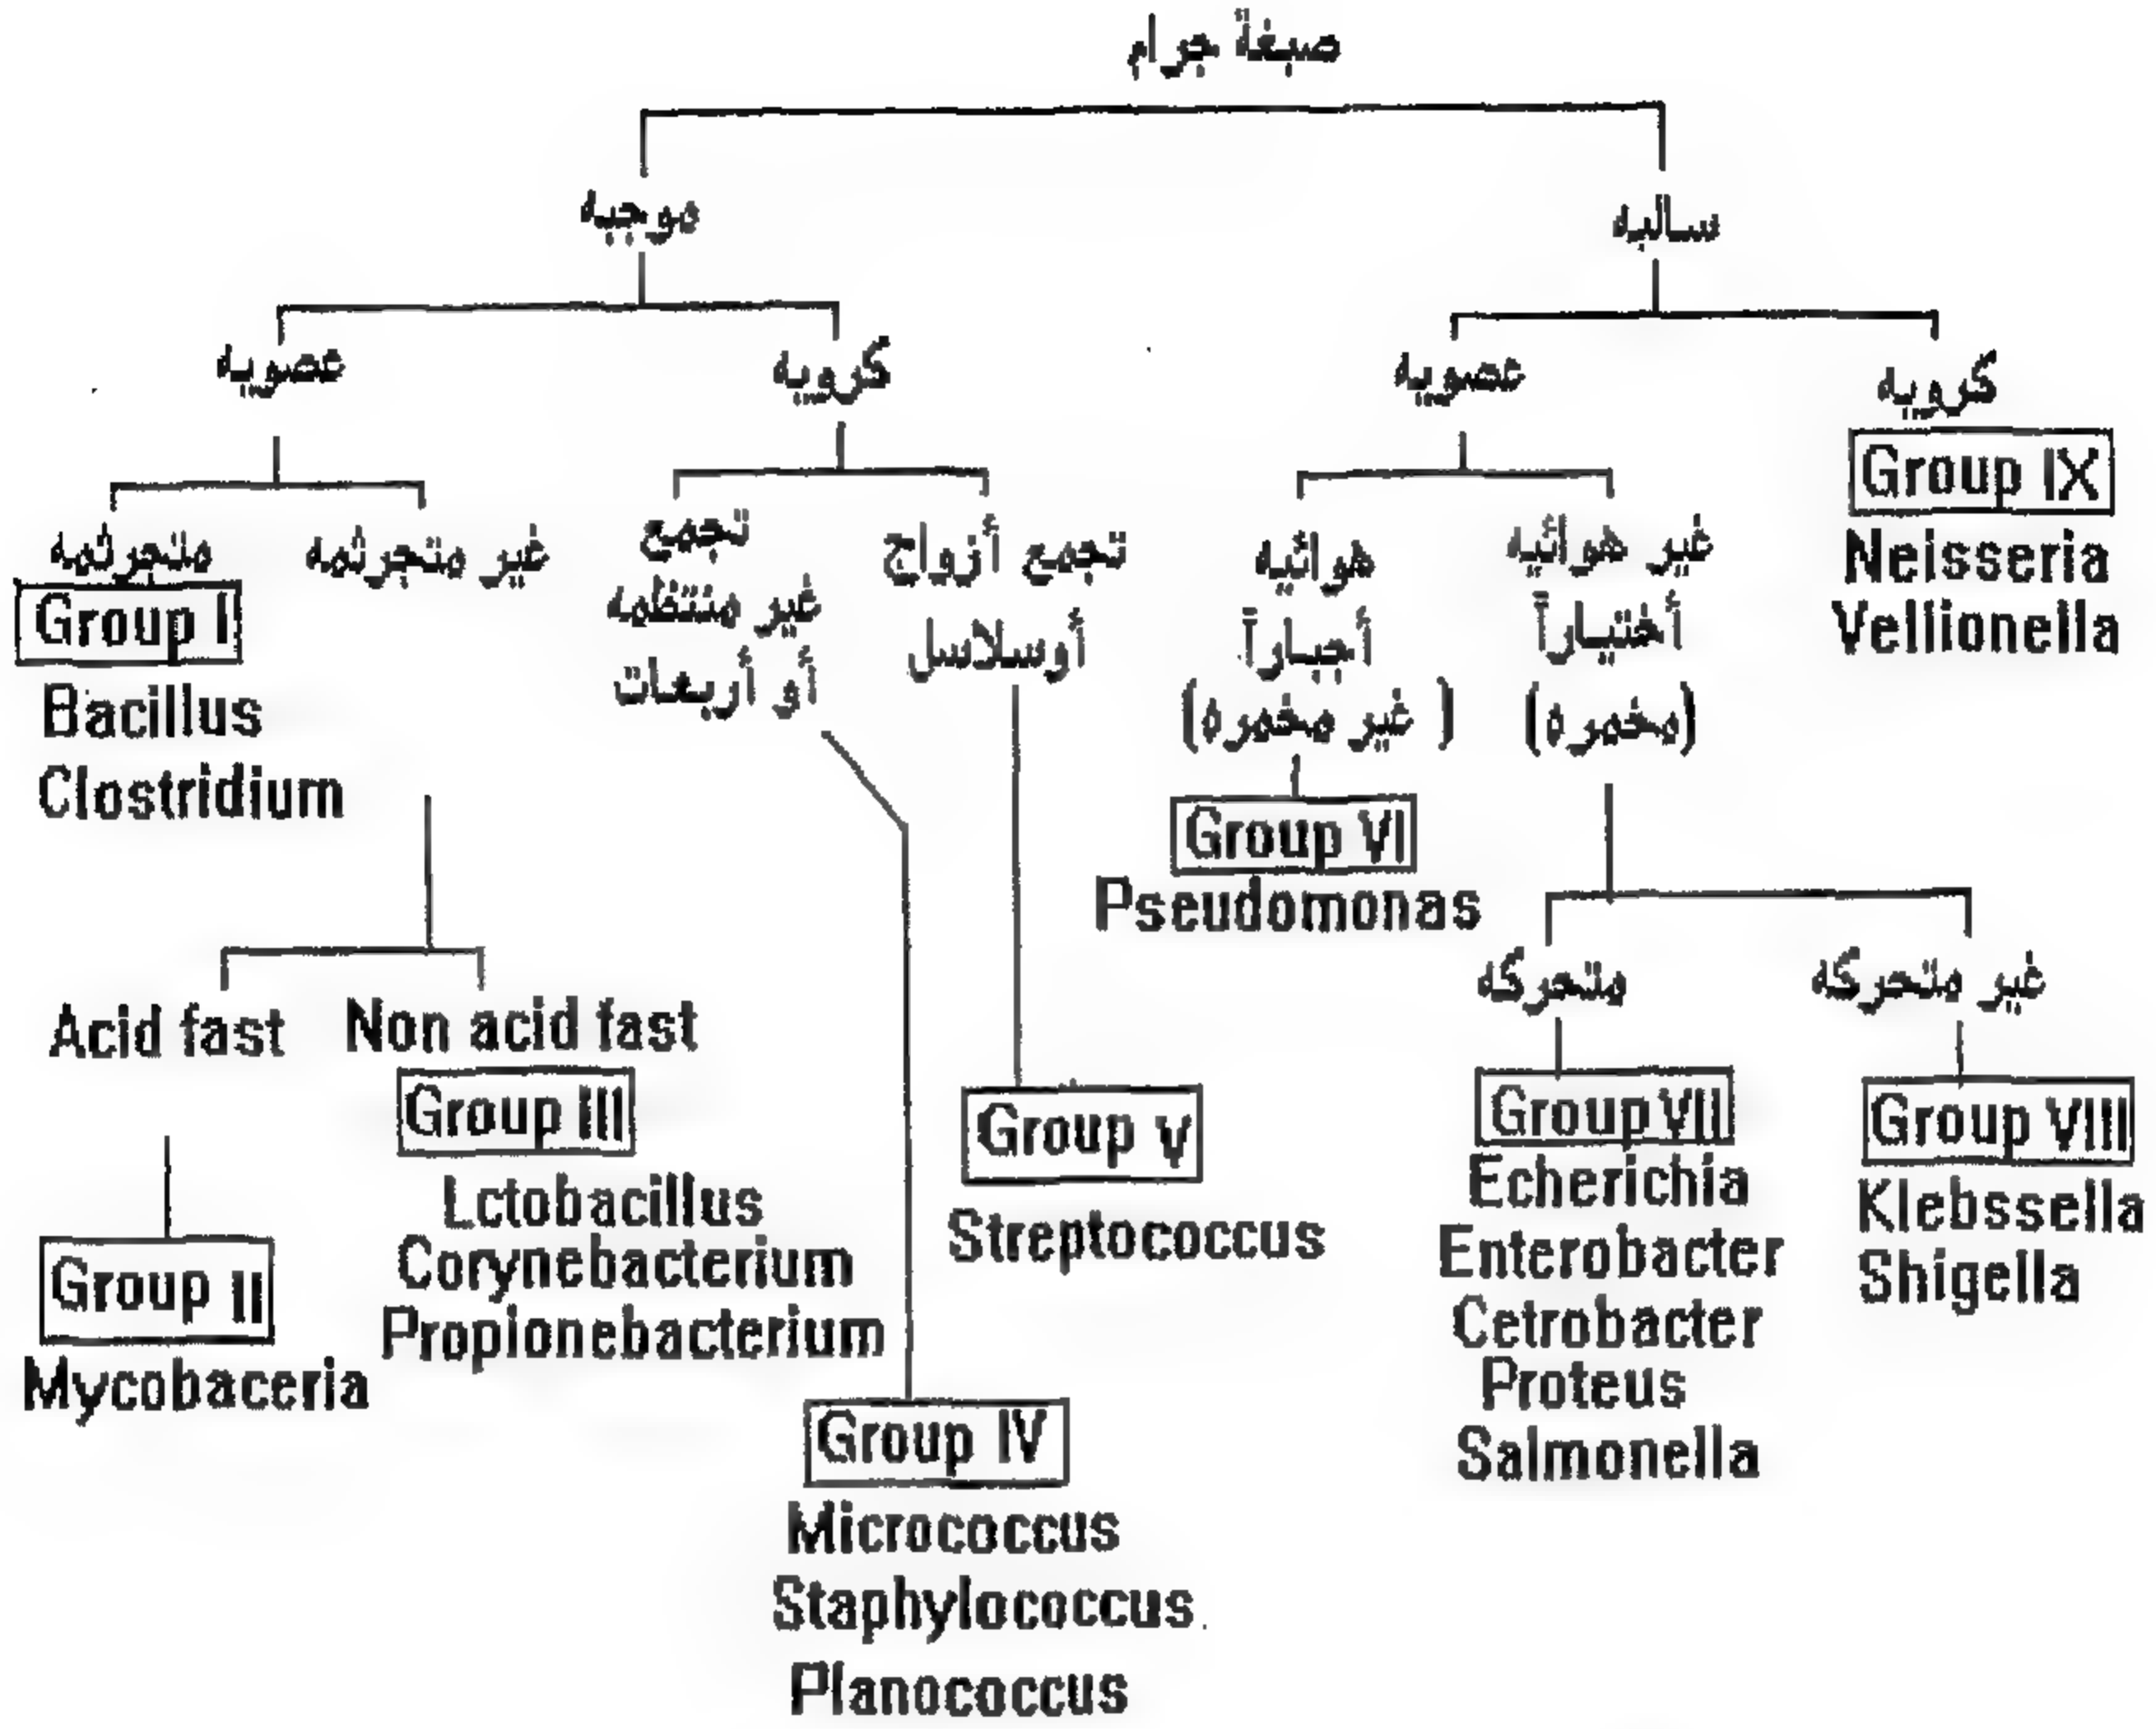 صبغة جرام
موجبه
سالبه
عصويه
كرويه
عصويه
كرويه
Group IX
Neisseria
Vellionella
متجرثمه
Group I
Bacillus
Clostridium
غير متجرثمه
تجمع
غير منتظمه
أو أربعات
تجمع أزواج
أوسلاسل
هوائيه
أجباراً
(غير مخمره)
Group VI
Pseudomonas
غير هوائيه
أختياراً
(مخمره)
Acid fast
Non acid fast
Group III
Lctobacillus
Corynebacterium
Propionebacterium
Group II
Mycobaceria
Group V
Streptococcus
Group IV
Micrococcus
Staphylococcus
Planococcus
متحركه
Group VII
Echerichia
Enterobacter
Cetrobacter
Proteus
Salmonella
غير متحركه
Group VIII
Klebssella
Shigella